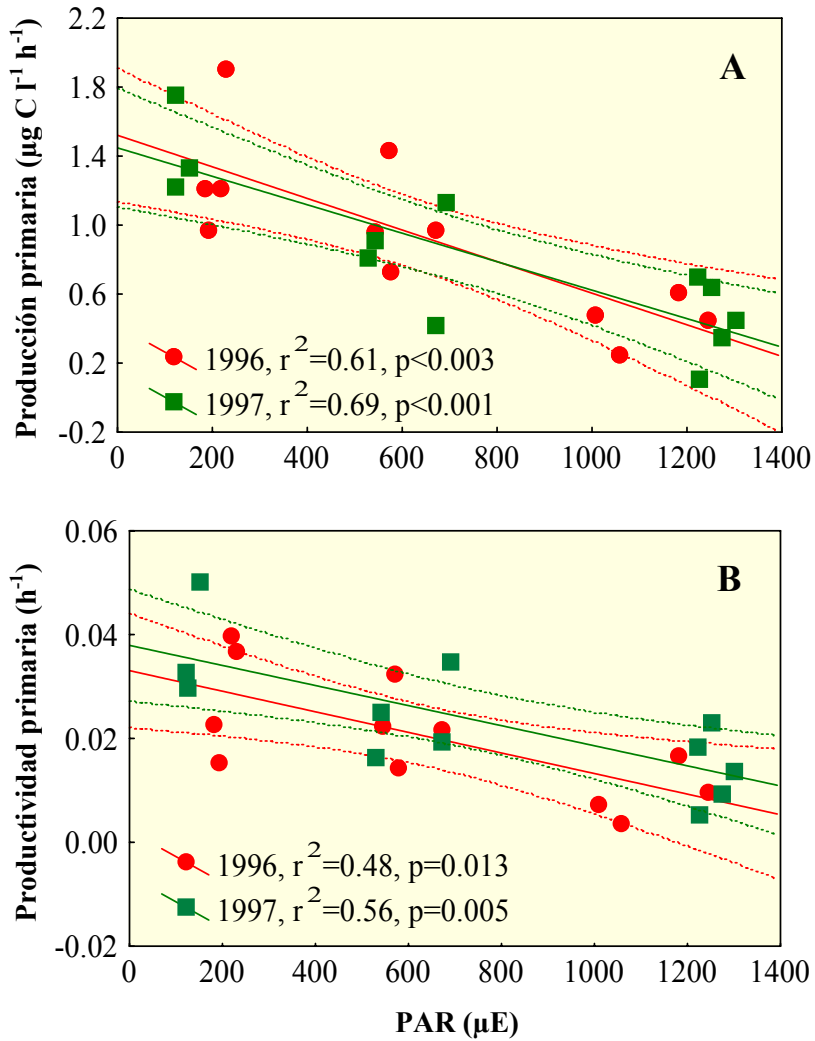 A
Producción primaria (µg C l⁻¹ h⁻¹)
2.2
1.8
1.4
1.0
0.6
0.2
-0.2
1996, r²=0.61, p<0.003
1997, r²=0.69, p<0.001
0 200 400 600 800 1000 1200 1400
B
Productividad primaria (h⁻¹)
0.06
0.04
0.02
0.00
-0.02
1996, r²=0.48, p=0.013
1997, r²=0.56, p=0.005
0 200 400 600 800 1000 1200 1400
PAR (µE)